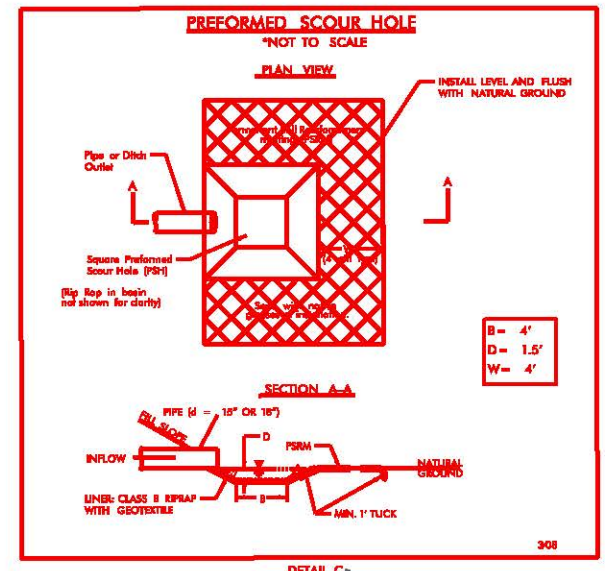 PREFORMED SCOUR HOLE
*NOT TO SCALE
PLAN VIEW
INSTALL LEVEL AND FLUSH
WITH NATURAL GROUND
Pipe or Ditch
Outlet
A
A
Square Preformed
Scour Hole (PSH)
(Rip Rap in basin
not shown for clarity)
B= 4'
D= 1.5'
W= 4'
SECTION A-A
PIPE (d = 15" OR 18")
FILL SLOPE
D
PSRM
INFLOW
NATURAL
GROUND
B
LINER: CLASS B RIPRAP
WITH GEOTEXTILE
MIN. 1' TUCK
308
DETAIL C